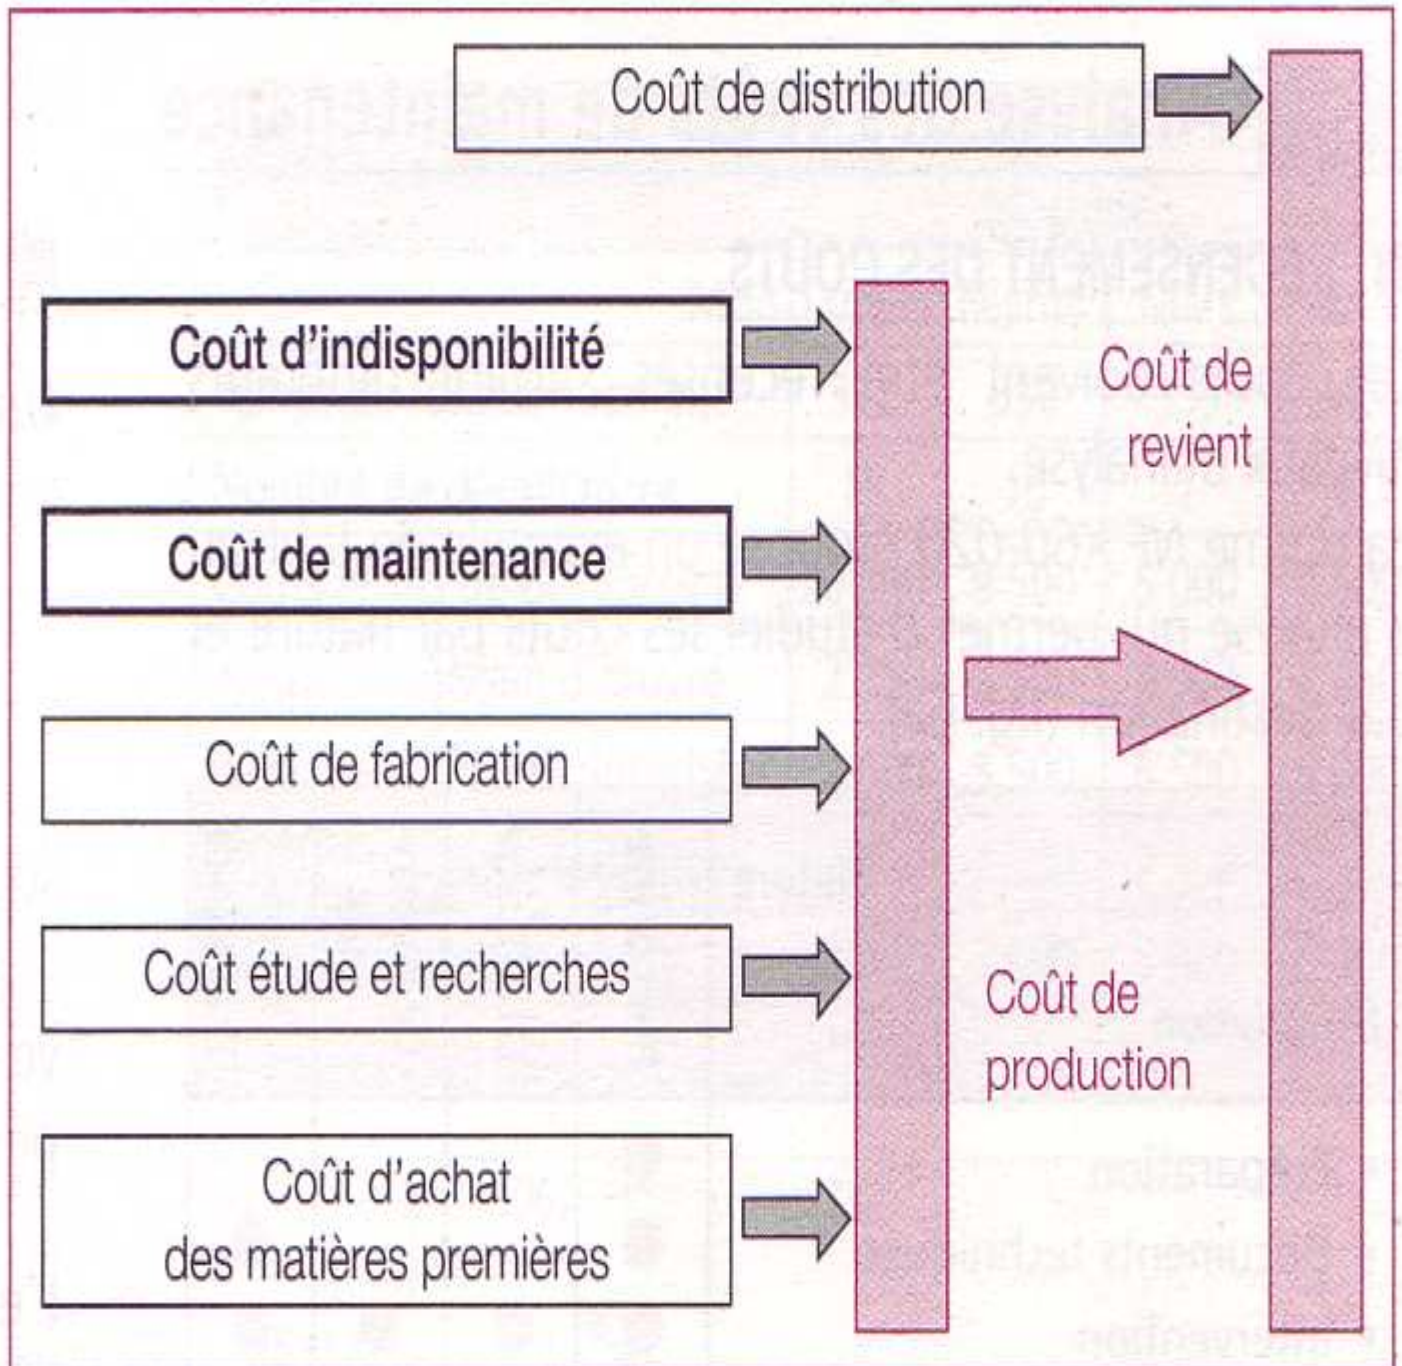 Coût de distribution
Coût d'indisponibilité
Coût de
revient
Coût de maintenance
Coût de fabrication
Coût étude et recherches
Coût de
production
Coût d'achat
des matières premières